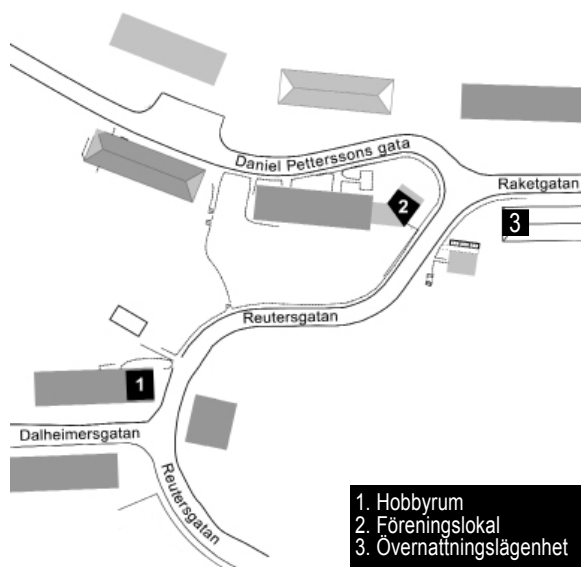 Daniel Petterssons gata
Raketgatan
2
3
Reutersgatan
1
Dalheimersgatan
Reutersgatan
1. Hobbyrum
2. Föreningslokal
3. Övernattningslägenhet